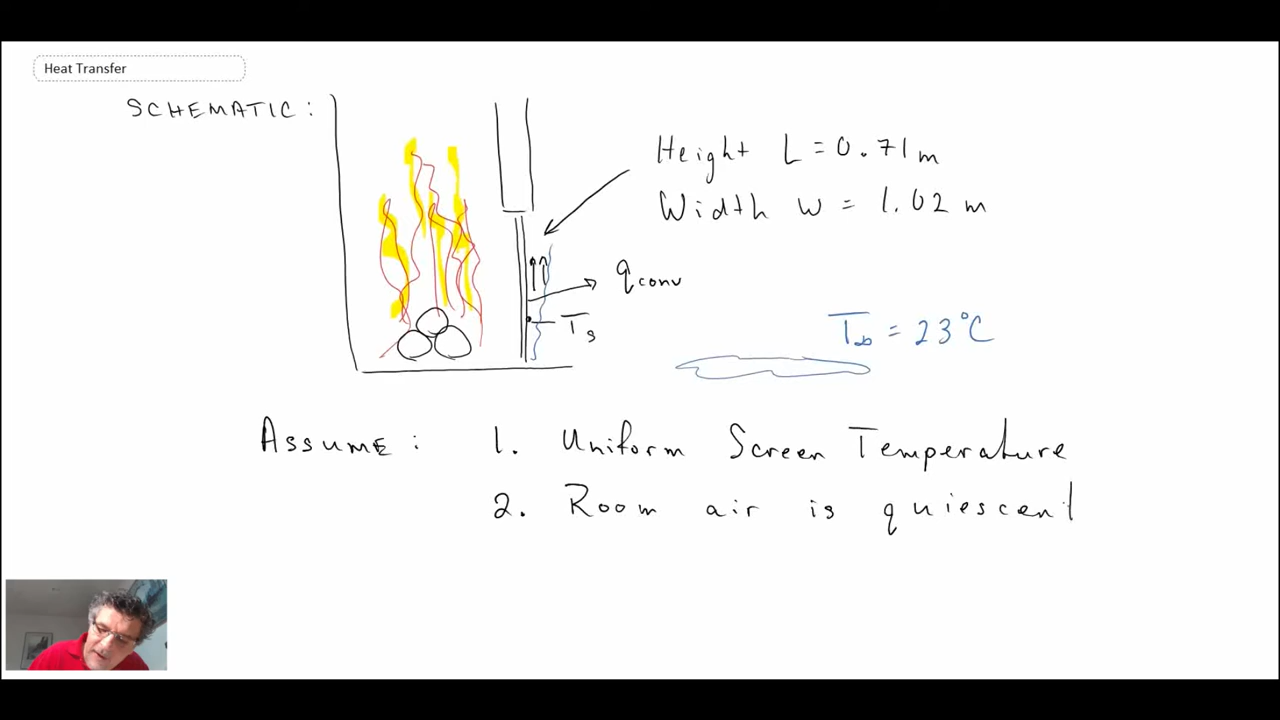 Heat Transfer
SCHEMATIC:
Height L = 0.71 m
Width w = 1.02 m
qconv
Ts
T∞ = 23°C
ASSUME: 1. Uniform Screen Temperature
2. Room air is quiescent